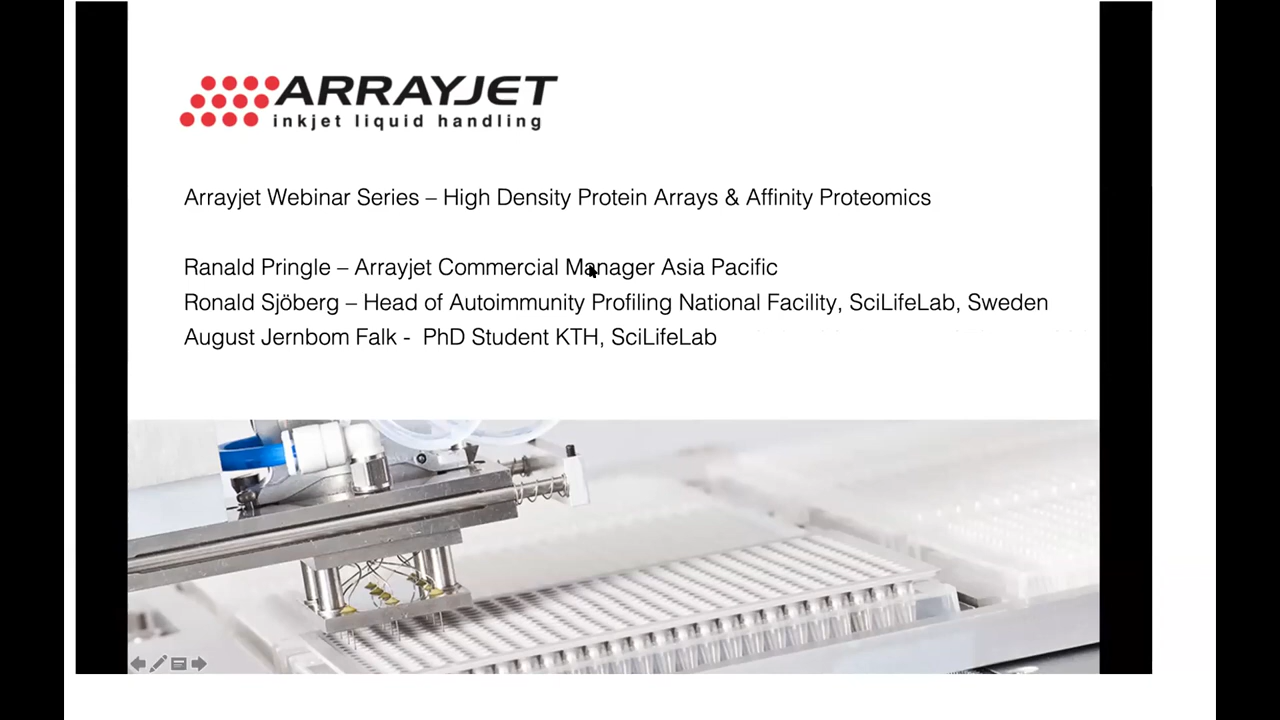 ARRAYJET
inkjet liquid handling
Arrayjet Webinar Series – High Density Protein Arrays & Affinity Proteomics
Ranald Pringle – Arrayjet Commercial Manager Asia Pacific
Ronald Sjöberg – Head of Autoimmunity Profiling National Facility, SciLifeLab, Sweden
August Jernbom Falk - PhD Student KTH, SciLifeLab